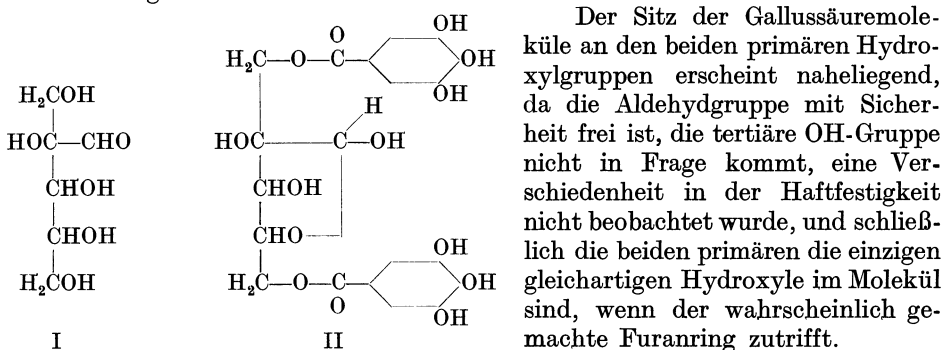 H₂COH
HOC—CHO
CHOH
CHOH
H₂COH
I
OH
O
H₂C—O—C
OH
OH
H
HOC
OH
CHOH
CHO
OH
H₂C—O—C
OH
O
OH
II
Der Sitz der Gallussäuremole-
küle an den beiden primären Hydro-
xylgruppen erscheint naheliegend,
da die Aldehydgruppe mit Sicher-
heit frei ist, die tertiäre OH-Gruppe
nicht in Frage kommt, eine Ver-
schiedenheit in der Haftfestigkeit
nicht beobachtet wurde, und schließ-
lich die beiden primären die einzigen
gleichartigen Hydroxyle im Molekül
sind, wenn der wahrscheinlich ge-
machte Furanring zutrifft.